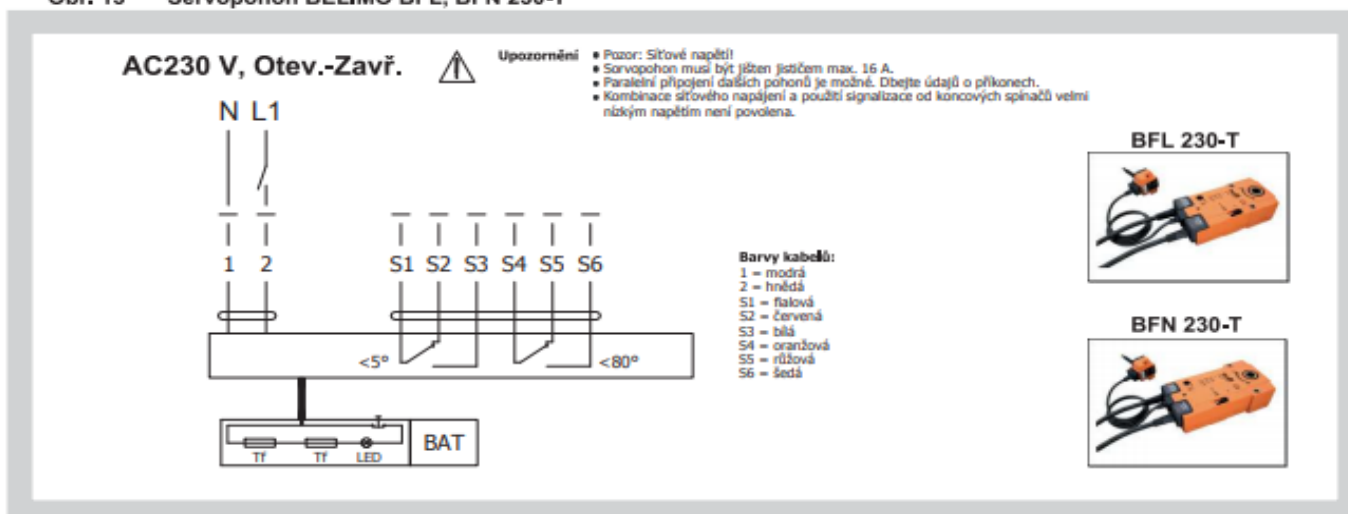 Obr. 15 Servopohon BELIMO BFL, BFN 230-T
AC230 V, Otev.-Zavř.
Upozornění
• Pozor: Síťové napětí!
• Sorvopohon musí být jištěn jističem max. 16 A.
• Paralelní připojení dalších pohonů je možné. Dbejte údajů o příkonech.
• Kombinace síťového napájení a použití signalizace od koncových spínačů velmi
nízkým napětím není povolena.
N L1
1 2 S1 S2 S3 S4 S5 S6
<5° <80°
Tf Tf LED BAT
Barvy kabelů:
1 = modrá
2 = hnědá
S1 = fialová
S2 = červená
S3 = bílá
S4 = oranžová
S5 = růžová
S6 = šedá
BFL 230-T
BFN 230-T